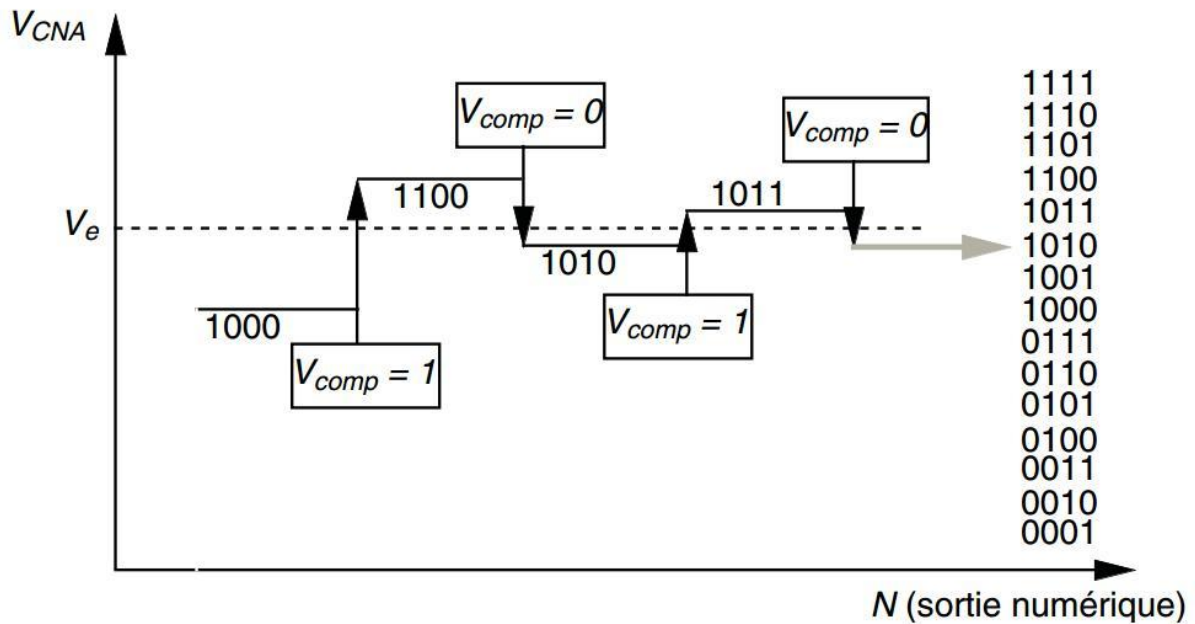 V_CNA
V_comp = 0
V_comp = 0
1100
1011
V_e
1010
1000
V_comp = 1
V_comp = 1
1111
1110
1101
1100
1011
1010
1001
1000
0111
0110
0101
0100
0011
0010
0001
N (sortie numérique)